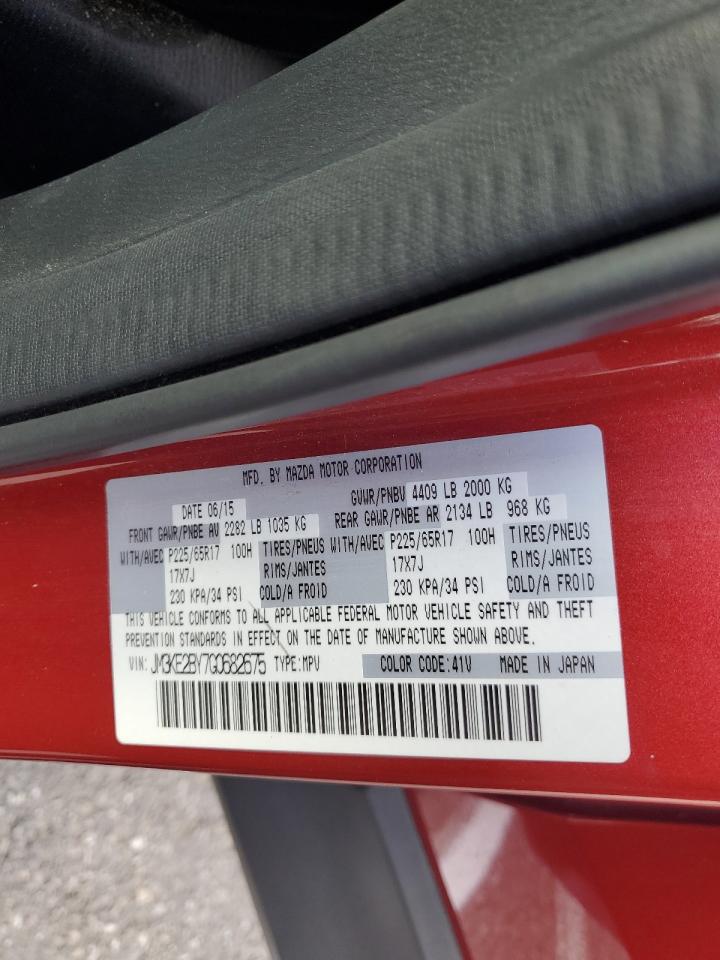 MFD. BY MAZDA MOTOR CORPORATION
DATE 06/15 GVWR/PNBV 4409 LB 2000 KG
FRONT GAWR/PNBE AV 2282 LB 1035 KG REAR GAWR/PNBE AR 2134 LB 968 KG
WITH/AVEC P225/65R17 100H TIRES/PNEUS WITH/AVEC P225/65R17 100H TIRES/PNEUS
17X7J RIMS/JANTES 17X7J RIMS/JANTES
230 KPA/34 PSI COLD/A FROID 230 KPA/34 PSI COLD/A FROID
THIS VEHICLE CONFORMS TO ALL APPLICABLE FEDERAL MOTOR VEHICLE SAFETY AND THEFT
PREVENTION STANDARDS IN EFFECT ON THE DATE OF MANUFACTURE SHOWN ABOVE.
VIN: JM3KE2BY7G0682675 TYPE:MPV COLOR CODE:41V MADE IN JAPAN